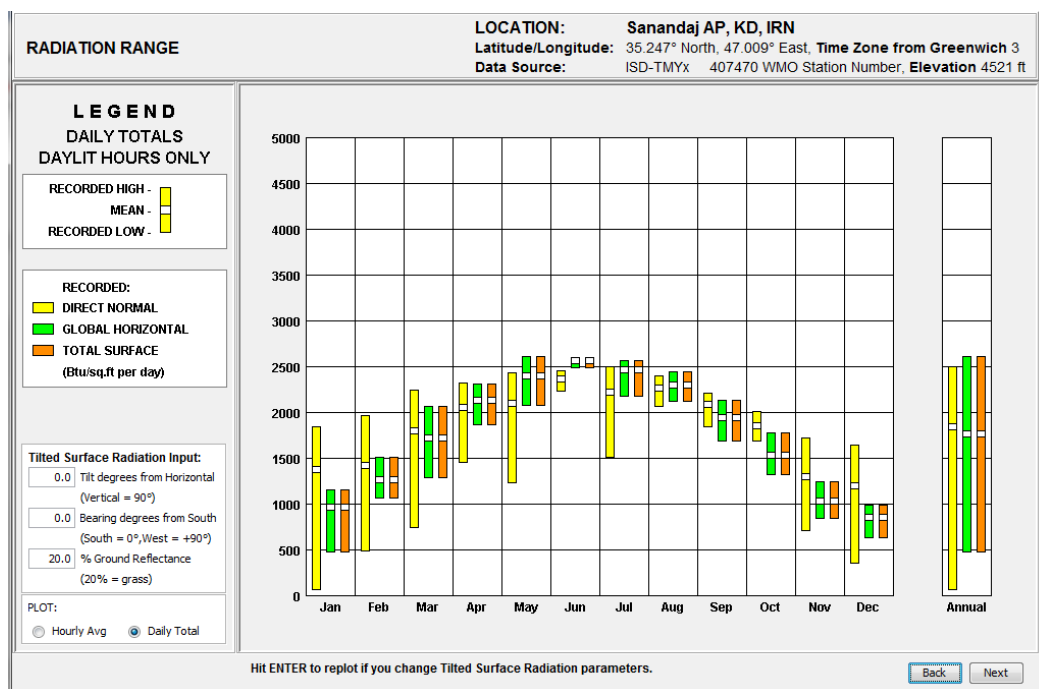 RADIATION RANGE
LOCATION: Sanandaj AP, KD, IRN
Latitude/Longitude: 35.247° North, 47.009° East, Time Zone from Greenwich 3
Data Source: ISD-TMYx 407470 WMO Station Number, Elevation 4521 ft
LEGEND
DAILY TOTALS
DAYLIT HOURS ONLY
RECORDED HIGH -
MEAN -
RECORDED LOW -
RECORDED:
DIRECT NORMAL
GLOBAL HORIZONTAL
TOTAL SURFACE
(Btu/sq.ft per day)
Tilted Surface Radiation Input:
0.0 Tilt degrees from Horizontal
(Vertical = 90°)
0.0 Bearing degrees from South
(South = 0°,West = +90°)
20.0 % Ground Reflectance
(20% = grass)
PLOT:
Hourly Avg Daily Total
5000
4500
4000
3500
3000
2500
2000
1500
1000
500
0
Jan Feb Mar Apr May Jun Jul Aug Sep Oct Nov Dec Annual
Hit ENTER to replot if you change Tilted Surface Radiation parameters.
Back Next